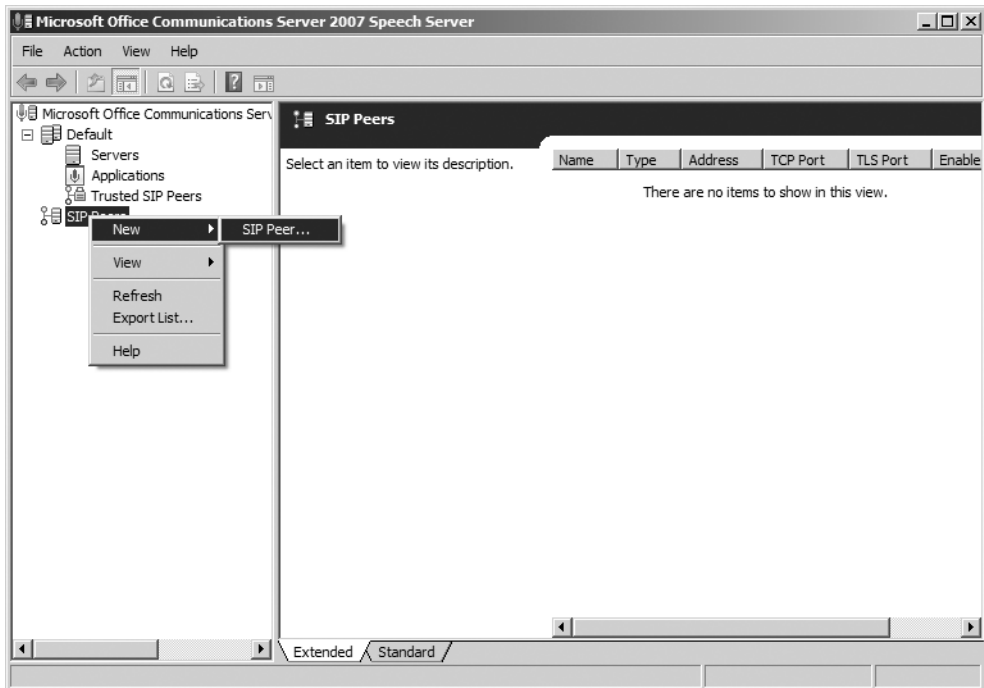 Microsoft Office Communications Server 2007 Speech Server
File Action View Help
Microsoft Office Communications Serv
Default
Servers
Applications
Trusted SIP Peers
SIP
New
SIP Peer...
View
Refresh
Export List...
Help
SIP Peers
Select an item to view its description.
Name Type Address TCP Port TLS Port Enable
There are no items to show in this view.
Extended Standard